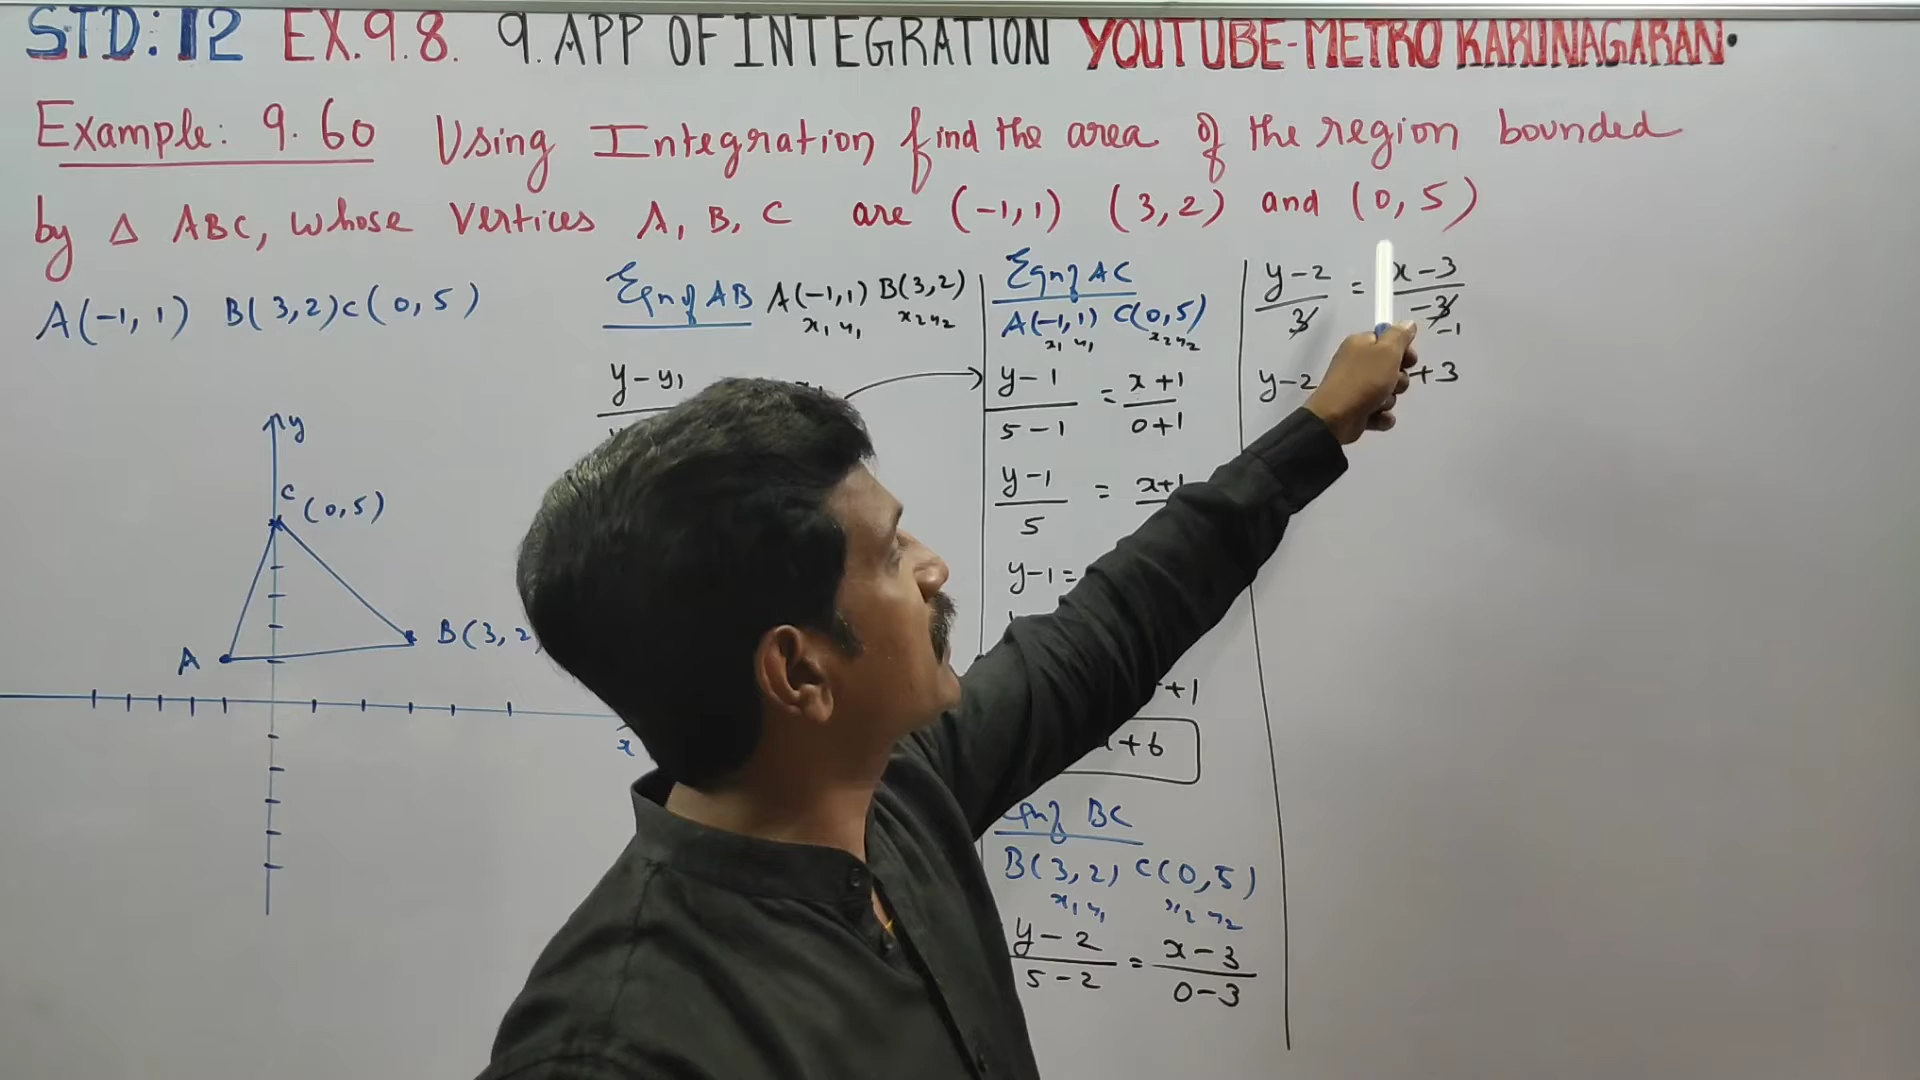 STD: 12 EX.9.8. 9. APP OF INTEGRATION YOUTUBE-METRO KARUNAGARAN.
Example: 9.60 Using Integration find the area of the region bounded
by Δ ABC, whose vertices A, B, C are (-1,1) (3,2) and (0,5)
A(-1,1) B(3,2) C(0,5)
y
C (0,5)
A
B(3,2
x
Eqn of AB A(-1,1) B(3,2)
x₁ y₁ x₂ y₂
y-y₁
Eqn of AC
A(-1,1) C(0,5)
x₁ y₁ x₂ y₂
y-1 / 5-1 = x+1 / 0+1
y-1 / 5 = x+1
y-1=
+1
+6
Eqn of BC
B(3,2) C(0,5)
x₁ y₁ x₂ y₂
y-2 / 5-2 = x-3 / 0-3
y-2 / 3 = x-3 / -3
-1
y-2 +3